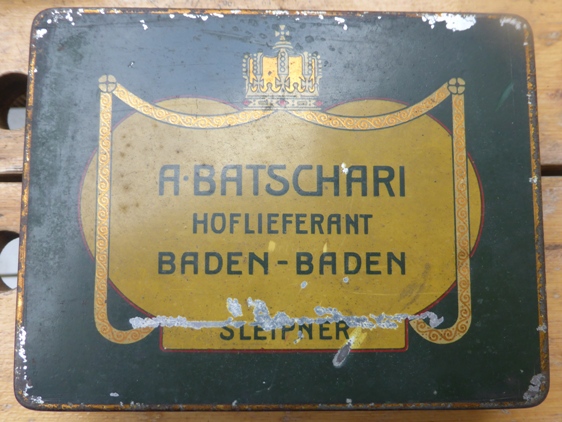 A·BATSCHARI
HOFLIEFERANT
BADEN-BADEN
SLEIPNER